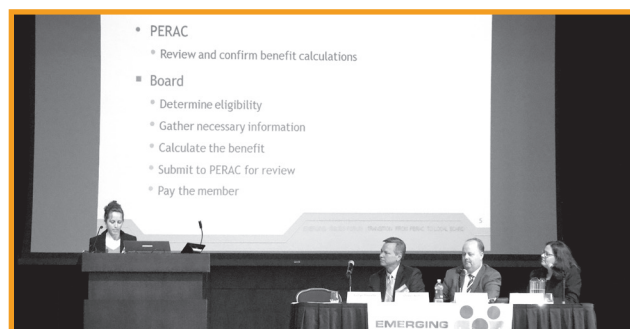 • PERAC
• Review and confirm benefit calculations
▪ Board
• Determine eligibility
• Gather necessary information
• Calculate the benefit
• Submit to PERAC for review
• Pay the member
5
EMERGING